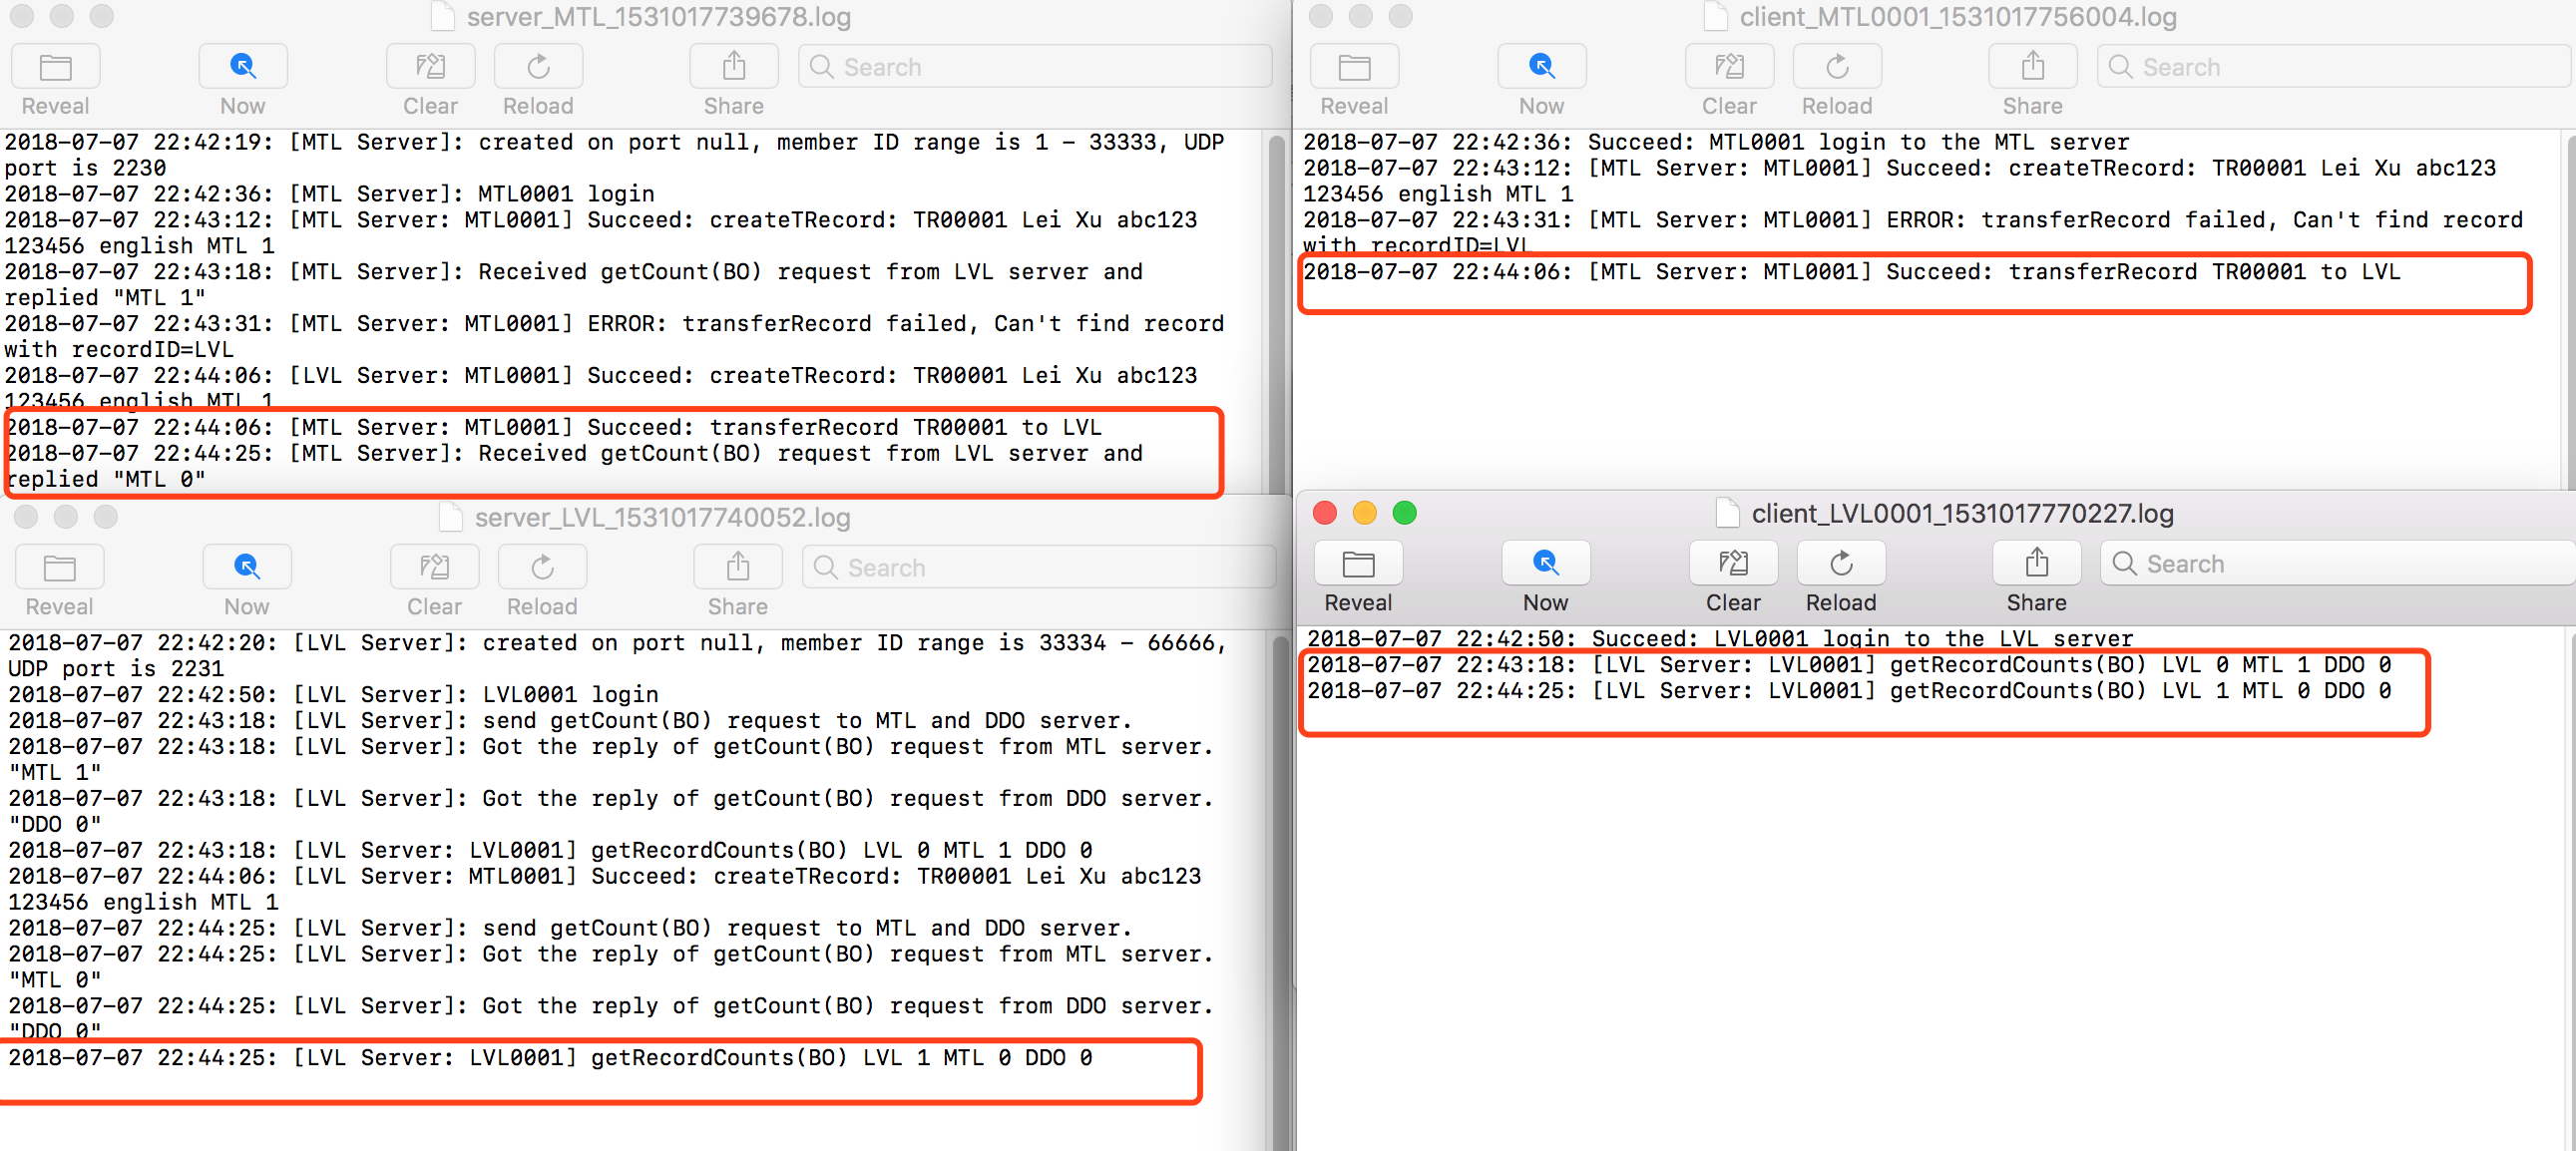 server_MTL_1531017739678.log
Reveal
Now
Clear
Reload
Share
Search
2018-07-07 22:42:19: [MTL Server]: created on port null, member ID range is 1 - 33333, UDP
port is 2230
2018-07-07 22:42:36: [MTL Server]: MTL0001 login
2018-07-07 22:43:12: [MTL Server: MTL0001] Succeed: createTRecord: TR00001 Lei Xu abc123
123456 english MTL 1
2018-07-07 22:43:18: [MTL Server]: Received getCount(BO) request from LVL server and
replied "MTL 1"
2018-07-07 22:43:31: [MTL Server: MTL0001] ERROR: transferRecord failed, Can't find record
with recordID=LVL
2018-07-07 22:44:06: [LVL Server: MTL0001] Succeed: createTRecord: TR00001 Lei Xu abc123
123456 english MTL 1
2018-07-07 22:44:06: [MTL Server: MTL0001] Succeed: transferRecord TR00001 to LVL
2018-07-07 22:44:25: [MTL Server]: Received getCount(BO) request from LVL server and
replied "MTL 0"
client_MTL0001_1531017756004.log
Reveal
Now
Clear
Reload
Share
Search
2018-07-07 22:42:36: Succeed: MTL0001 login to the MTL server
2018-07-07 22:43:12: [MTL Server: MTL0001] Succeed: createTRecord: TR00001 Lei Xu abc123
123456 english MTL 1
2018-07-07 22:43:31: [MTL Server: MTL0001] ERROR: transferRecord failed, Can't find record
with recordID=LVL
2018-07-07 22:44:06: [MTL Server: MTL0001] Succeed: transferRecord TR00001 to LVL
server_LVL_1531017740052.log
Reveal
Now
Clear
Reload
Share
Search
2018-07-07 22:42:20: [LVL Server]: created on port null, member ID range is 33334 - 66666,
UDP port is 2231
2018-07-07 22:42:50: [LVL Server]: LVL0001 login
2018-07-07 22:43:18: [LVL Server]: send getCount(BO) request to MTL and DDO server.
2018-07-07 22:43:18: [LVL Server]: Got the reply of getCount(BO) request from MTL server.
"MTL 1"
2018-07-07 22:43:18: [LVL Server]: Got the reply of getCount(BO) request from DDO server.
"DDO 0"
2018-07-07 22:43:18: [LVL Server: LVL0001] getRecordCounts(BO) LVL 0 MTL 1 DDO 0
2018-07-07 22:44:06: [LVL Server: MTL0001] Succeed: createTRecord: TR00001 Lei Xu abc123
123456 english MTL 1
2018-07-07 22:44:25: [LVL Server]: send getCount(BO) request to MTL and DDO server.
2018-07-07 22:44:25: [LVL Server]: Got the reply of getCount(BO) request from MTL server.
"MTL 0"
2018-07-07 22:44:25: [LVL Server]: Got the reply of getCount(BO) request from DDO server.
"DDO 0"
2018-07-07 22:44:25: [LVL Server: LVL0001] getRecordCounts(BO) LVL 1 MTL 0 DDO 0
client_LVL0001_1531017770227.log
Reveal
Now
Clear
Reload
Share
Search
2018-07-07 22:42:50: Succeed: LVL0001 login to the LVL server
2018-07-07 22:43:18: [LVL Server: LVL0001] getRecordCounts(BO) LVL 0 MTL 1 DDO 0
2018-07-07 22:44:25: [LVL Server: LVL0001] getRecordCounts(BO) LVL 1 MTL 0 DDO 0